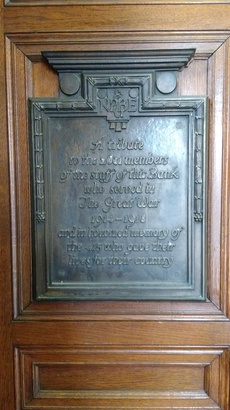 A tribute
to the members
of the staff of this Bank
who served in
The Great War
1914-1918
and in honoured memory of
the 415 who gave their
lives for their country